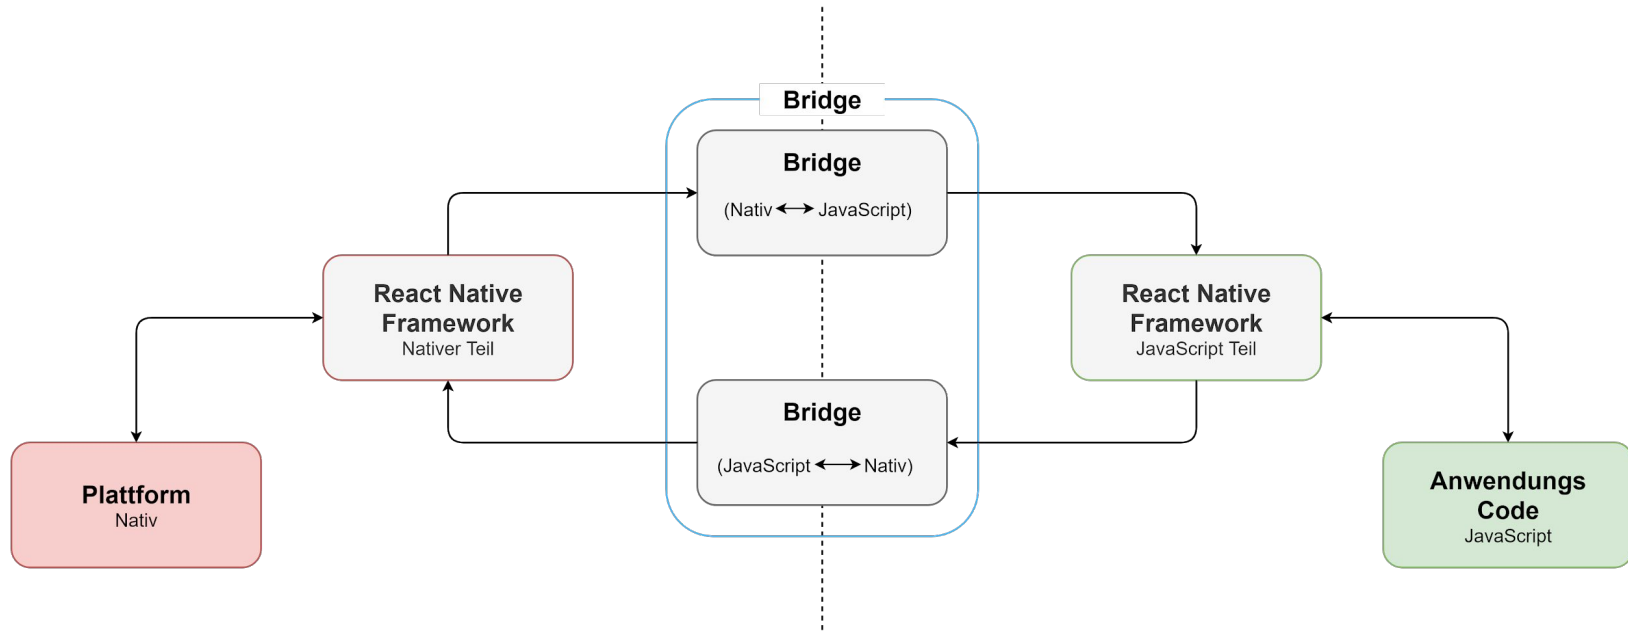 Bridge
Bridge
(Nativ JavaScript)
React Native
Framework
Nativer Teil
React Native
Framework
JavaScript Teil
Bridge
(JavaScript Nativ)
Plattform
Nativ
Anwendungs
Code
JavaScript